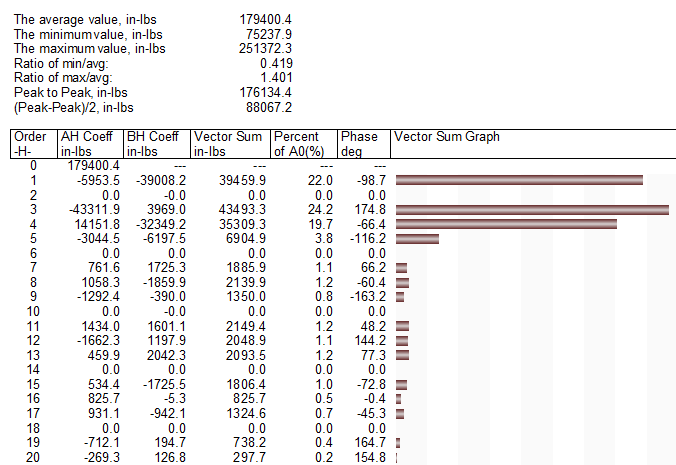 The average value, in-lbs 179400.4
The minimum value, in-lbs 75237.9
The maximum value, in-lbs 251372.3
Ratio of min/avg: 0.419
Ratio of max/avg: 1.401
Peak to Peak, in-lbs 176134.4
(Peak-Peak)/2, in-lbs 88067.2
Order AH Coeff BH Coeff Vector Sum Percent Phase Vector Sum Graph
-H- in-lbs in-lbs in-lbs of A0(%) deg
0 179400.4 --- --- --- ---
1 -5953.5 -39008.2 39459.9 22.0 -98.7
2 0.0 -0.0 0.0 0.0 0.0
3 -43311.9 3969.0 43493.3 24.2 174.8
4 14151.8 -32349.2 35309.3 19.7 -66.4
5 -3044.5 -6197.5 6904.9 3.8 -116.2
6 0.0 0.0 0.0 0.0 0.0
7 761.6 1725.3 1885.9 1.1 66.2
8 1058.3 -1859.9 2139.9 1.2 -60.4
9 -1292.4 -390.0 1350.0 0.8 -163.2
10 0.0 -0.0 0.0 0.0 0.0
11 1434.0 1601.1 2149.4 1.2 48.2
12 -1662.3 1197.9 2048.9 1.1 144.2
13 459.9 2042.3 2093.5 1.2 77.3
14 0.0 0.0 0.0 0.0 0.0
15 534.4 -1725.5 1806.4 1.0 -72.8
16 825.7 -5.3 825.7 0.5 -0.4
17 931.1 -942.1 1324.6 0.7 -45.3
18 0.0 0.0 0.0 0.0 0.0
19 -712.1 194.7 738.2 0.4 164.7
20 -269.3 126.8 297.7 0.2 154.8